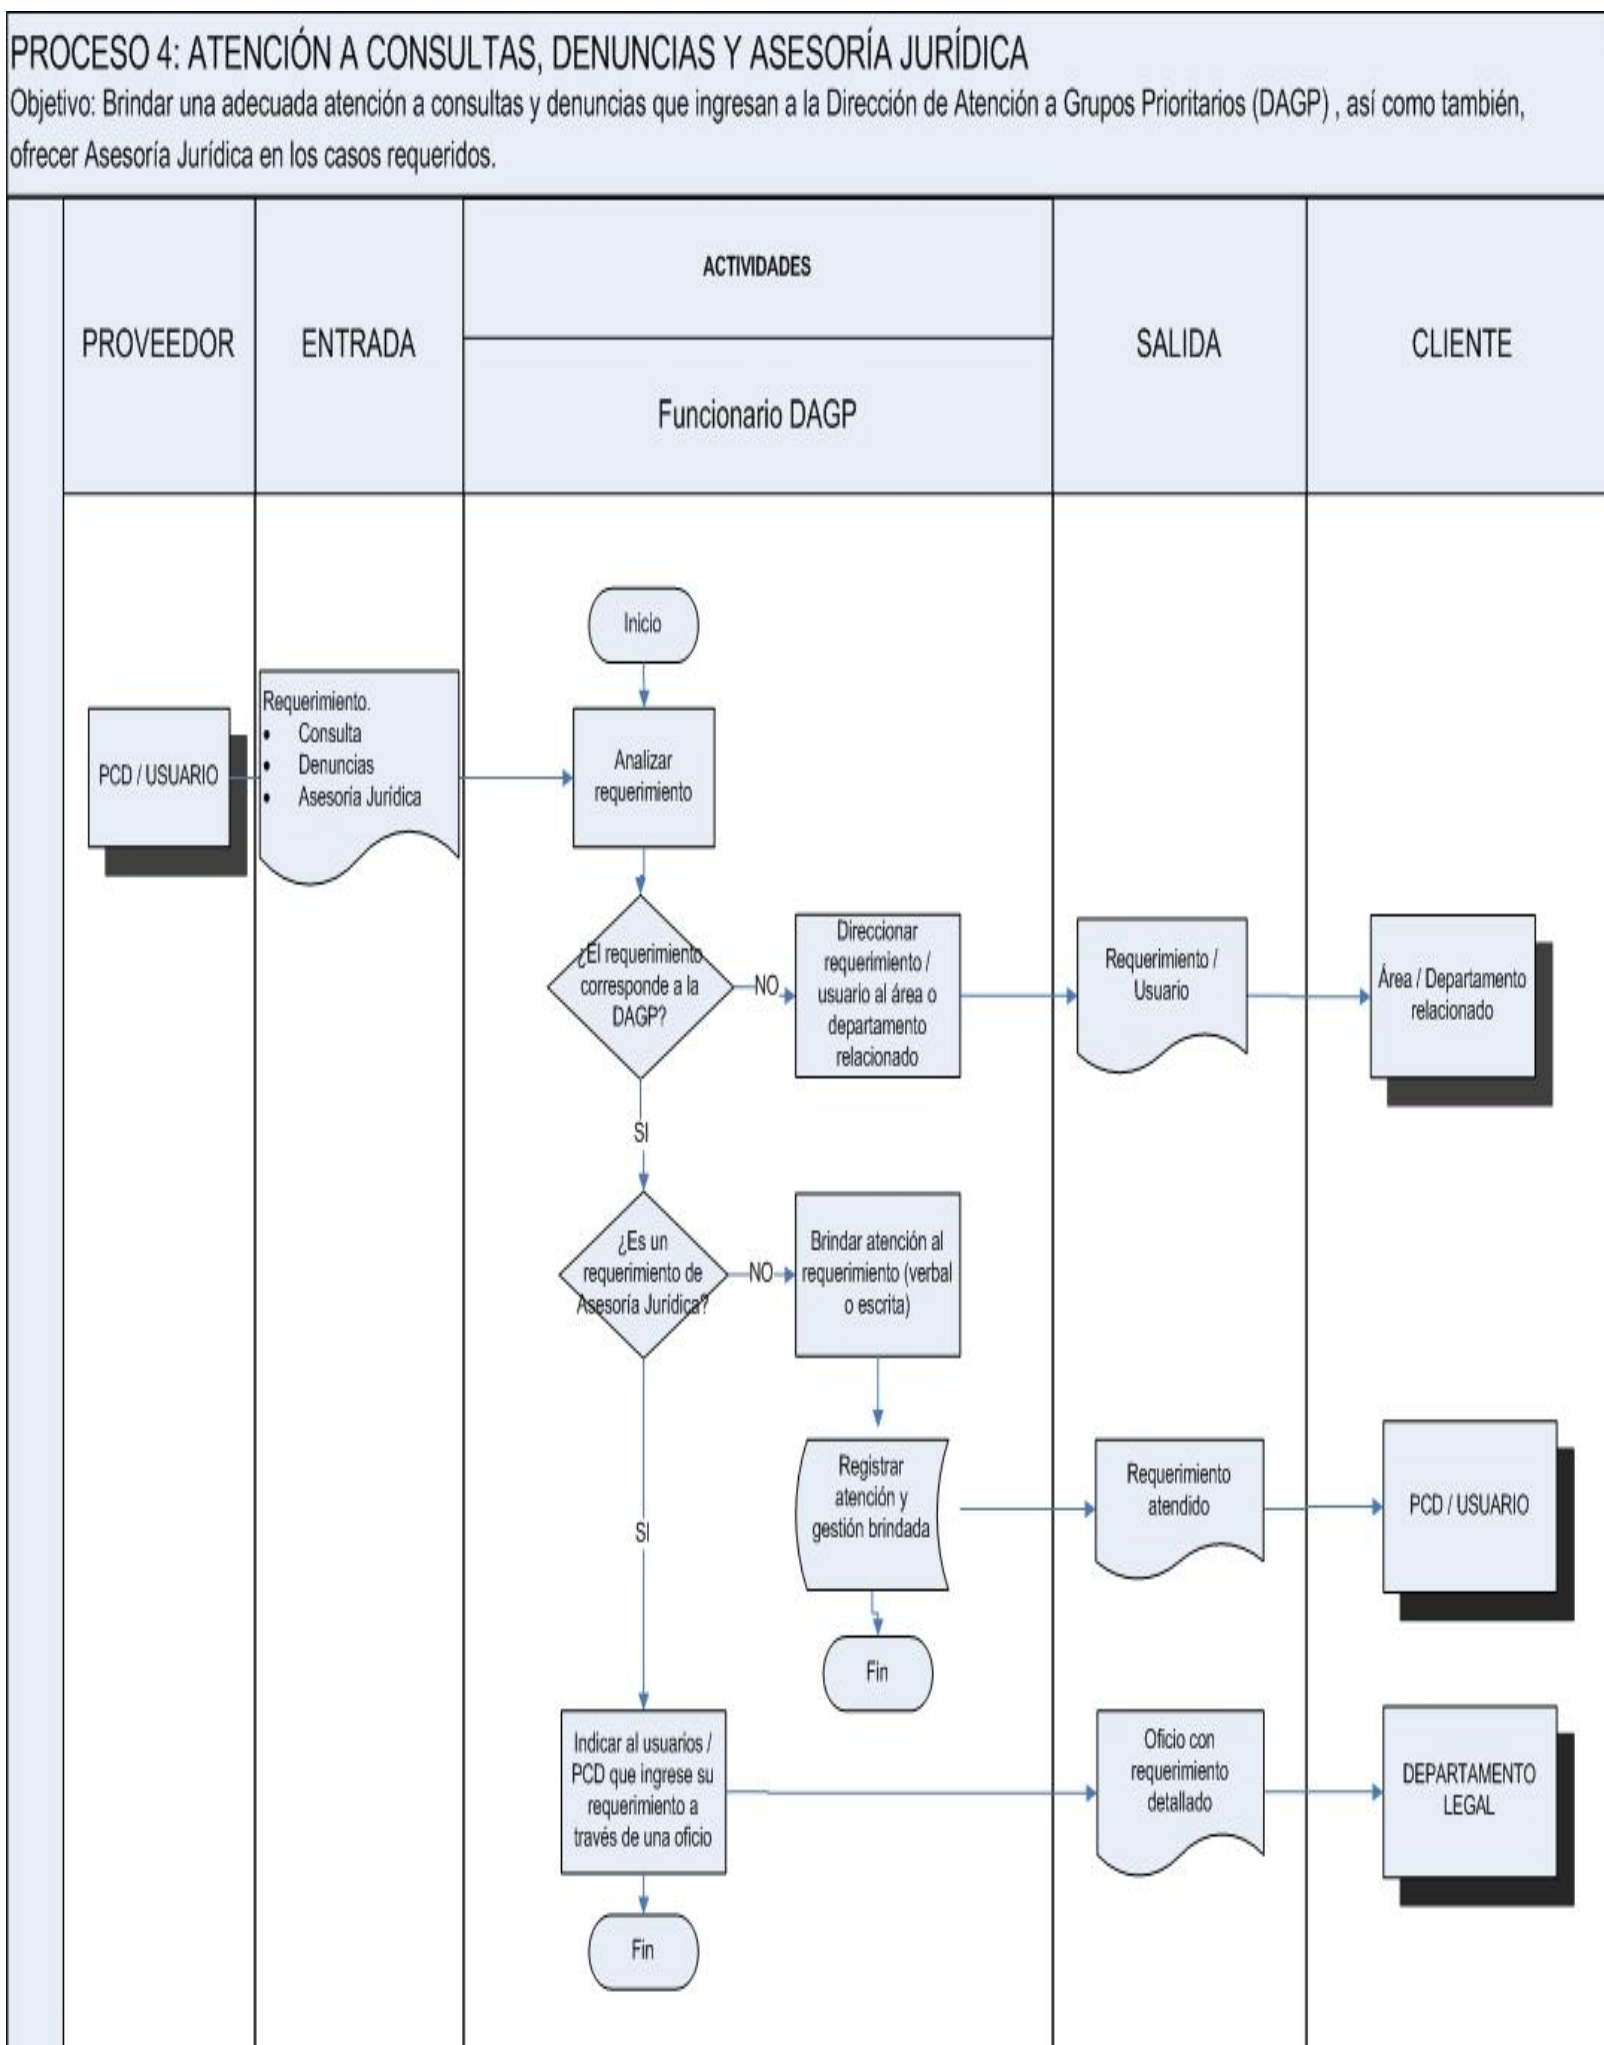 PROCESO 4: ATENCIÓN A CONSULTAS, DENUNCIAS Y ASESORÍA JURÍDICA
Objetivo: Brindar una adecuada atención a consultas y denuncias que ingresan a la Dirección de Atención a Grupos Prioritarios (DAGP) , así como también,
ofrecer Asesoría Jurídica en los casos requeridos.
PROVEEDOR
ENTRADA
ACTIVIDADES
Funcionario DAGP
SALIDA
CLIENTE
Inicio
PCD / USUARIO
Requerimiento.
• Consulta
• Denuncias
• Asesoria Jurídica
Analizar
requerimiento
¿El requerimiento
corresponde a la
DAGP?
NO
Direccionar
requerimiento /
usuario al área o
departamento
relacionado
Requerimiento /
Usuario
Área / Departamento
relacionado
SI
¿Es un
requerimiento de
Asesoría Jurídica?
NO
Brindar atención al
requerimiento (verbal
o escrita)
Registrar
atención y
gestión brindada
Requerimiento
atendido
PCD / USUARIO
SI
Fin
Indicar al usuarios /
PCD que ingrese su
requerimiento a
través de una oficio
Oficio con
requerimiento
detallado
DEPARTAMENTO
LEGAL
Fin